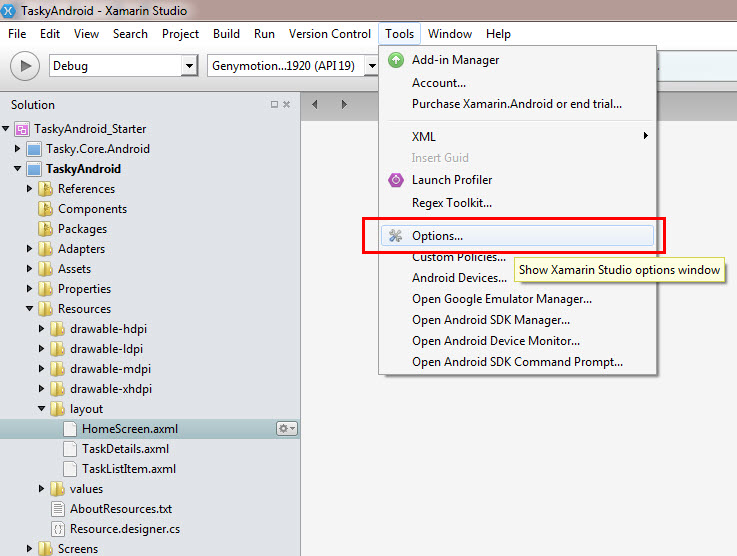 TaskyAndroid - Xamarin Studio
File Edit View Search Project Build Run Version Control Tools Window Help
Debug Genymotion...1920 (API 19)
Solution
TaskyAndroid_Starter
Tasky.Core.Android
TaskyAndroid
References
Components
Packages
Adapters
Assets
Properties
Resources
drawable-hdpi
drawable-ldpi
drawable-mdpi
drawable-xhdpi
layout
HomeScreen.axml
TaskDetails.axml
TaskListItem.axml
values
AboutResources.txt
Resource.designer.cs
Screens
Add-in Manager
Account...
Purchase Xamarin.Android or end trial...
XML
Insert Guid
Launch Profiler
Regex Toolkit...
Options...
Custom Policies...
Show Xamarin Studio options window
Android Devices...
Open Google Emulator Manager...
Open Android SDK Manager...
Open Android Device Monitor...
Open Android SDK Command Prompt...